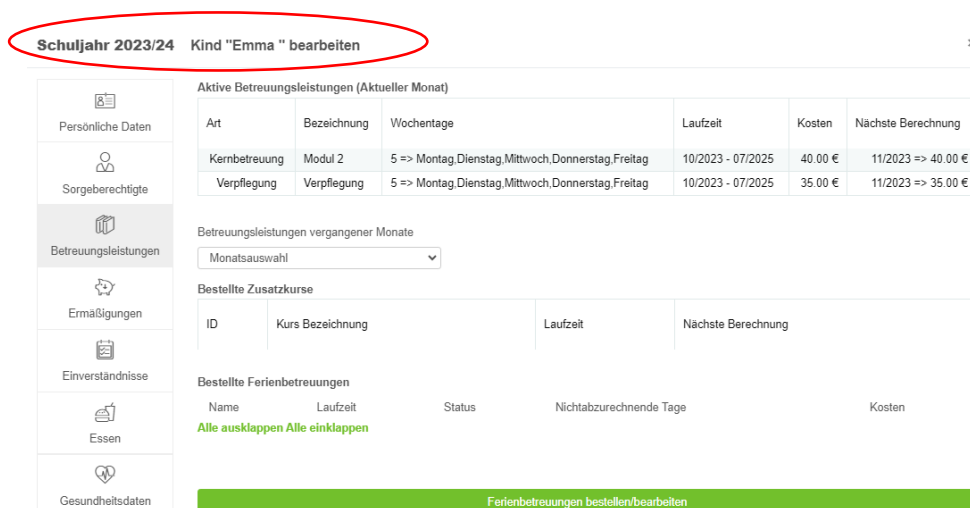 Schuljahr 2023/24 Kind "Emma " bearbeiten
Persönliche Daten
Sorgeberechtigte
Betreuungsleistungen
Ermäßigungen
Einverständnisse
Essen
Gesundheitsdaten
Aktive Betreuungsleistungen (Aktueller Monat)
Art Bezeichnung Wochentage Laufzeit Kosten Nächste Berechnung
Kernbetreuung Modul 2 5 => Montag,Dienstag,Mittwoch,Donnerstag,Freitag 10/2023 - 07/2025 40.00 € 11/2023 => 40.00 €
Verpflegung Verpflegung 5 => Montag,Dienstag,Mittwoch,Donnerstag,Freitag 10/2023 - 07/2025 35.00 € 11/2023 => 35.00 €
Betreuungsleistungen vergangener Monate
Monatsauswahl
Bestellte Zusatzkurse
ID Kurs Bezeichnung Laufzeit Nächste Berechnung
Bestellte Ferienbetreuungen
Name Laufzeit Status Nichtabzurechnende Tage Kosten
Alle ausklappen Alle einklappen
Ferienbetreuungen bestellen/bearbeiten